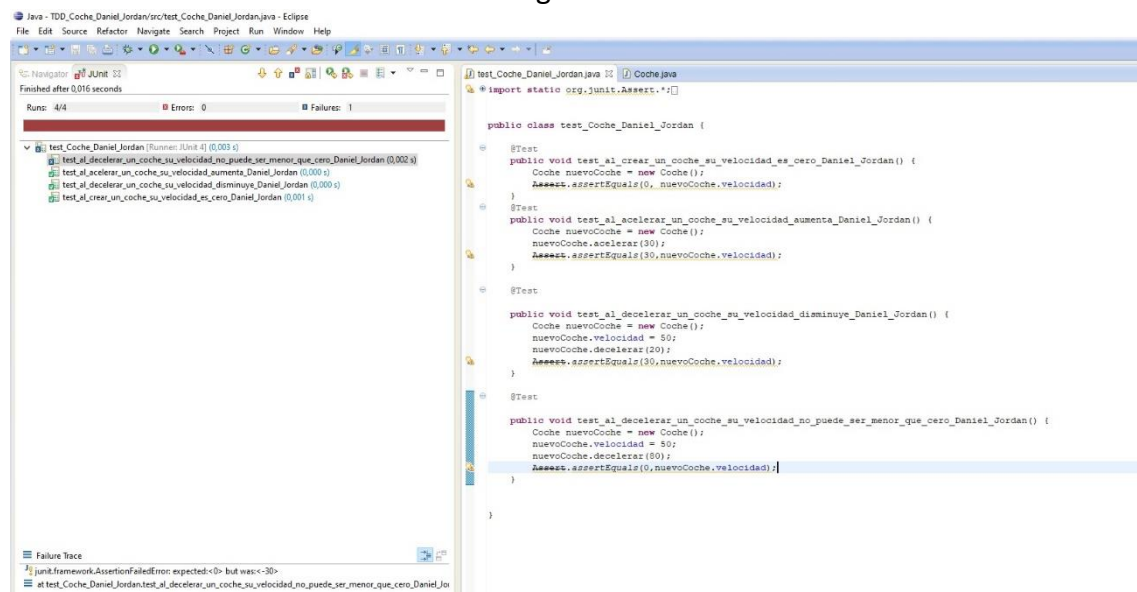 Java - TDD_Coche_Daniel_Jordan/src/test_Coche_Daniel_Jordan.java - Eclipse
File Edit Source Refactor Navigate Search Project Run Window Help
Navigator JUnit
Finished after 0,016 seconds
Runs: 4/4 Errors: 0 Failures: 1
test_Coche_Daniel_Jordan [Runner: JUnit 4] (0,003 s)
test_al_decelerar_un_coche_su_velocidad_no_puede_ser_menor_que_cero_Daniel_Jordan (0,002 s)
test_al_acelerar_un_coche_su_velocidad_aumenta_Daniel_Jordan (0,000 s)
test_al_decelerar_un_coche_su_velocidad_disminuye_Daniel_Jordan (0,000 s)
test_al_crear_un_coche_su_velocidad_es_cero_Daniel_Jordan (0,001 s)
Failure Trace
junit.framework.AssertionFailedError: expected:<0> but was:<-30>
at test_Coche_Daniel_Jordan.test_al_decelerar_un_coche_su_velocidad_no_puede_ser_menor_que_cero_Daniel_Jor
test_Coche_Daniel_Jordan.java Coche.java
import static org.junit.Assert.*;
public class test_Coche_Daniel_Jordan {
@Test
public void test_al_crear_un_coche_su_velocidad_es_cero_Daniel_Jordan() {
Coche nuevoCoche = new Coche();
Assert.assertEquals(0, nuevoCoche.velocidad);
}
@Test
public void test_al_acelerar_un_coche_su_velocidad_aumenta_Daniel_Jordan() {
Coche nuevoCoche = new Coche();
nuevoCoche.acelerar(30);
Assert.assertEquals(30,nuevoCoche.velocidad);
}
@Test
public void test_al_decelerar_un_coche_su_velocidad_disminuye_Daniel_Jordan() {
Coche nuevoCoche = new Coche();
nuevoCoche.velocidad = 50;
nuevoCoche.decelerar(20);
Assert.assertEquals(30,nuevoCoche.velocidad);
}
@Test
public void test_al_decelerar_un_coche_su_velocidad_no_puede_ser_menor_que_cero_Daniel_Jordan() {
Coche nuevoCoche = new Coche();
nuevoCoche.velocidad = 50;
nuevoCoche.decelerar(80);
Assert.assertEquals(0,nuevoCoche.velocidad);
}
}